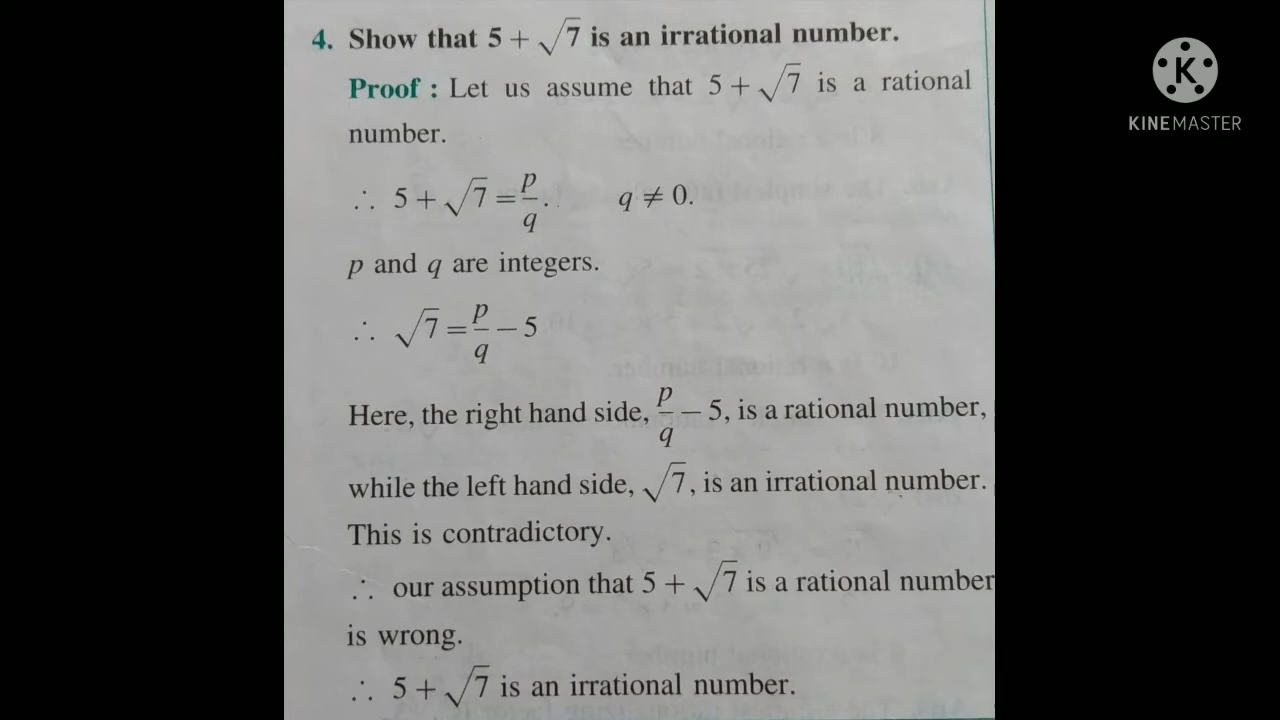 4. Show that 5 + √7 is an irrational number.
Proof : Let us assume that 5 + √7 is a rational
number.
∴ 5 + √7 = p/q. q ≠ 0.
p and q are integers.
∴ √7 = p/q − 5
Here, the right hand side, p/q − 5, is a rational number,
while the left hand side, √7, is an irrational number.
This is contradictory.
∴ our assumption that 5 + √7 is a rational number
is wrong.
∴ 5 + √7 is an irrational number.
K
KINEMASTER